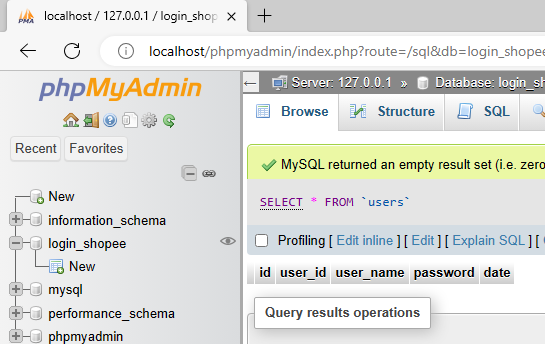 localhost / 127.0.0.1 / login_shope
localhost/phpmyadmin/index.php?route=/sql&db=login_shopee
phpMyAdmin
Recent
Favorites
New
information_schema
login_shopee
New
mysql
performance_schema
phpmyadmin
Server: 127.0.0.1 » Database: login_sh
Browse
Structure
SQL
MySQL returned an empty result set (i.e. zero
SELECT * FROM `users`
Profiling [ Edit inline ] [ Edit ] [ Explain SQL ] [
id user_id user_name password date
Query results operations